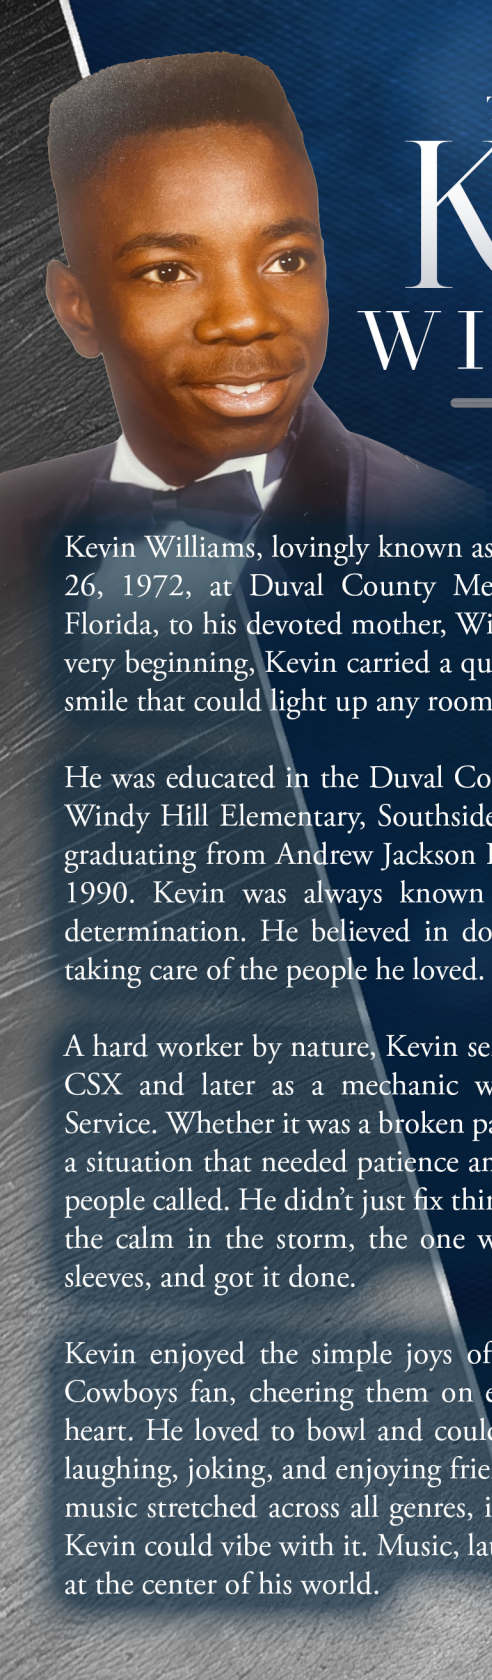 K
WI
Kevin Williams, lovingly known as
26, 1972, at Duval County Me
Florida, to his devoted mother, Wi
very beginning, Kevin carried a qu
smile that could light up any room
He was educated in the Duval Co
Windy Hill Elementary, Southside
graduating from Andrew Jackson
1990. Kevin was always known
determination. He believed in do
taking care of the people he loved.
A hard worker by nature, Kevin se
CSX and later as a mechanic w
Service. Whether it was a broken pa
a situation that needed patience an
people called. He didn't just fix thin
the calm in the storm, the one w
sleeves, and got it done.
Kevin enjoyed the simple joys of
Cowboys fan, cheering them on e
heart. He loved to bowl and coul
laughing, joking, and enjoying frie
music stretched across all genres, i
Kevin could vibe with it. Music, lau
at the center of his world.